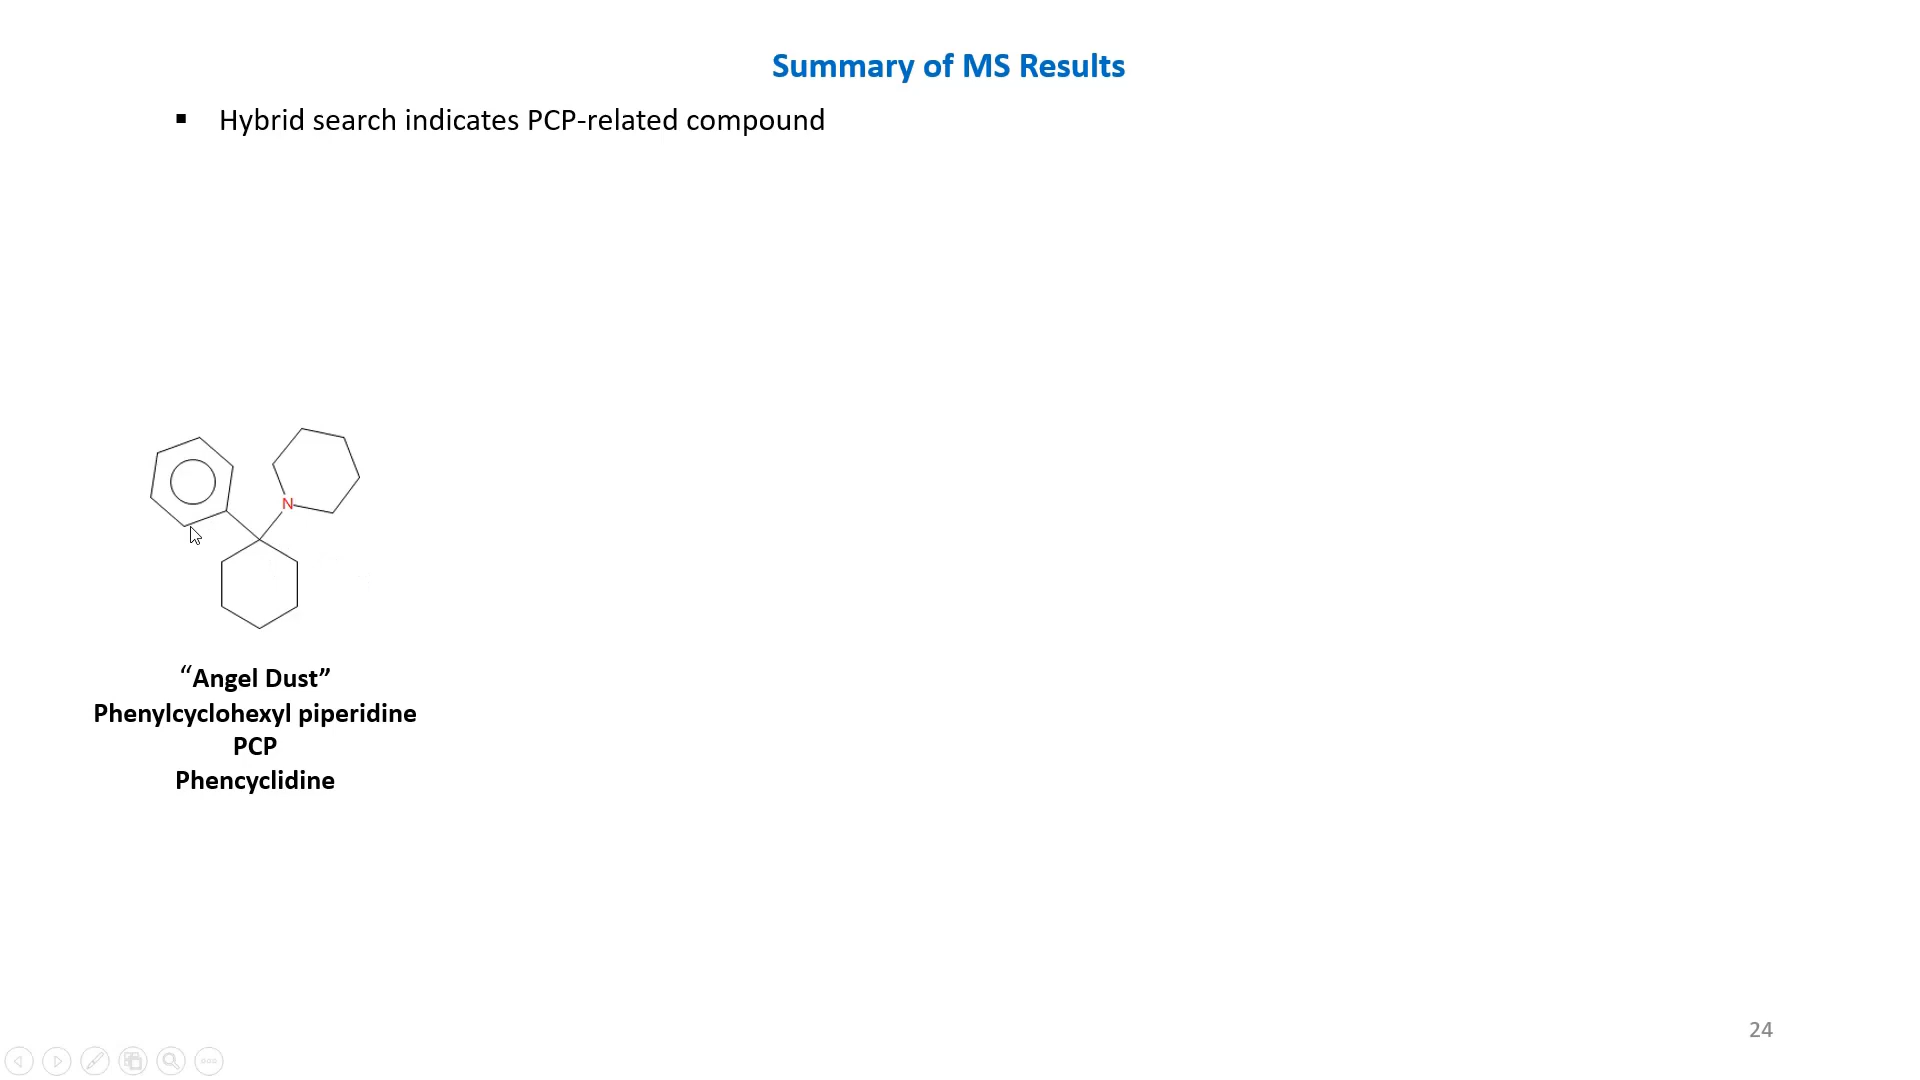 Summary of MS Results
▪ Hybrid search indicates PCP-related compound
N
“Angel Dust”
Phenylcyclohexyl piperidine
PCP
Phencyclidine
24